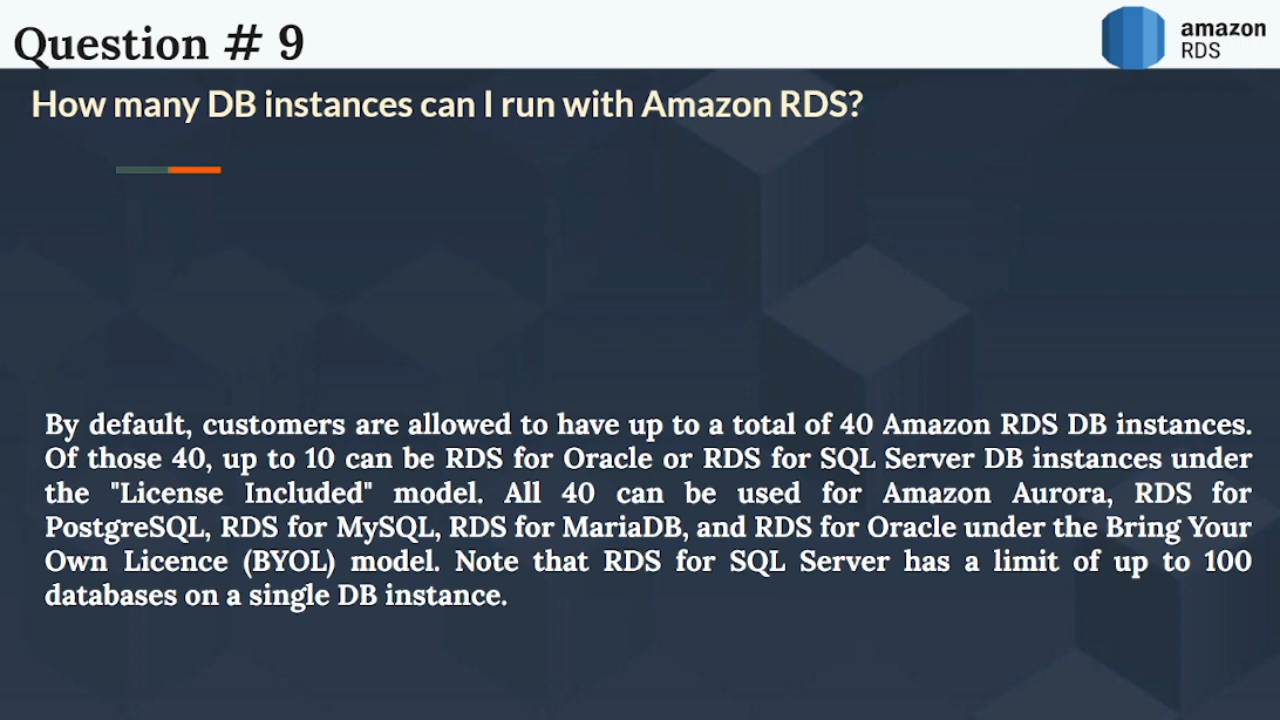 Question # 9
amazon
RDS
How many DB instances can I run with Amazon RDS?
By default, customers are allowed to have up to a total of 40 Amazon RDS DB instances.
Of those 40, up to 10 can be RDS for Oracle or RDS for SQL Server DB instances under
the "License Included" model. All 40 can be used for Amazon Aurora, RDS for
PostgreSQL, RDS for MySQL, RDS for MariaDB, and RDS for Oracle under the Bring Your
Own Licence (BYOL) model. Note that RDS for SQL Server has a limit of up to 100
databases on a single DB instance.